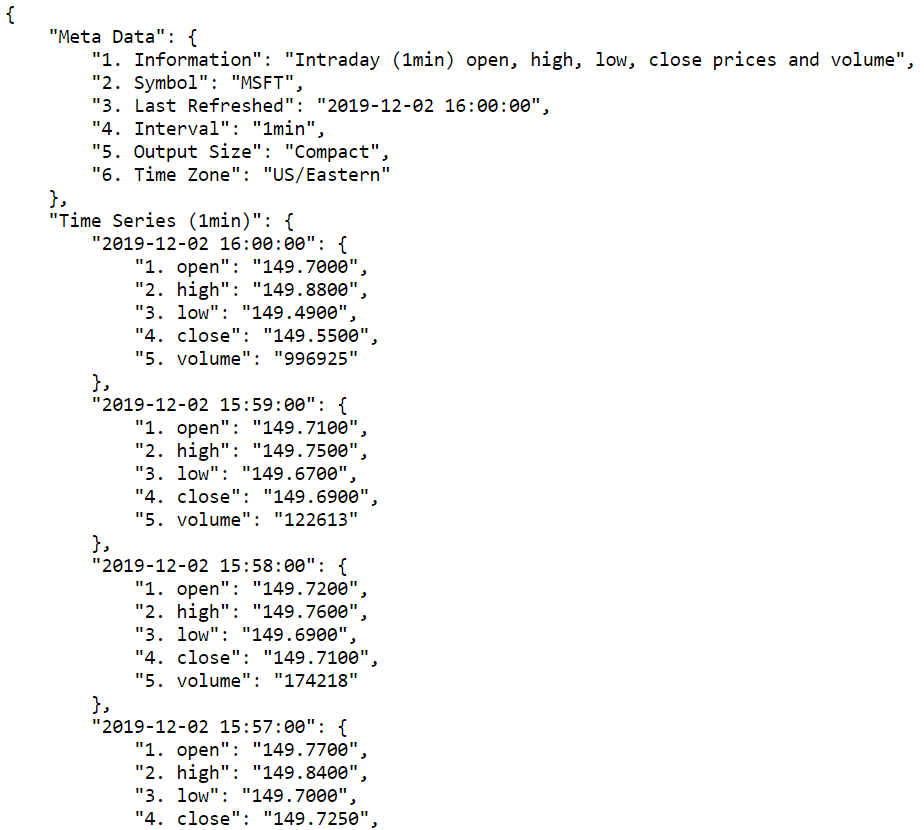 {
    "Meta Data": {
        "1. Information": "Intraday (1min) open, high, low, close prices and volume",
        "2. Symbol": "MSFT",
        "3. Last Refreshed": "2019-12-02 16:00:00",
        "4. Interval": "1min",
        "5. Output Size": "Compact",
        "6. Time Zone": "US/Eastern"
    },
    "Time Series (1min)": {
        "2019-12-02 16:00:00": {
            "1. open": "149.7000",
            "2. high": "149.8800",
            "3. low": "149.4900",
            "4. close": "149.5500",
            "5. volume": "996925"
        },
        "2019-12-02 15:59:00": {
            "1. open": "149.7100",
            "2. high": "149.7500",
            "3. low": "149.6700",
            "4. close": "149.6900",
            "5. volume": "122613"
        },
        "2019-12-02 15:58:00": {
            "1. open": "149.7200",
            "2. high": "149.7600",
            "3. low": "149.6900",
            "4. close": "149.7100",
            "5. volume": "174218"
        },
        "2019-12-02 15:57:00": {
            "1. open": "149.7700",
            "2. high": "149.8400",
            "3. low": "149.7000",
            "4. close": "149.7250",